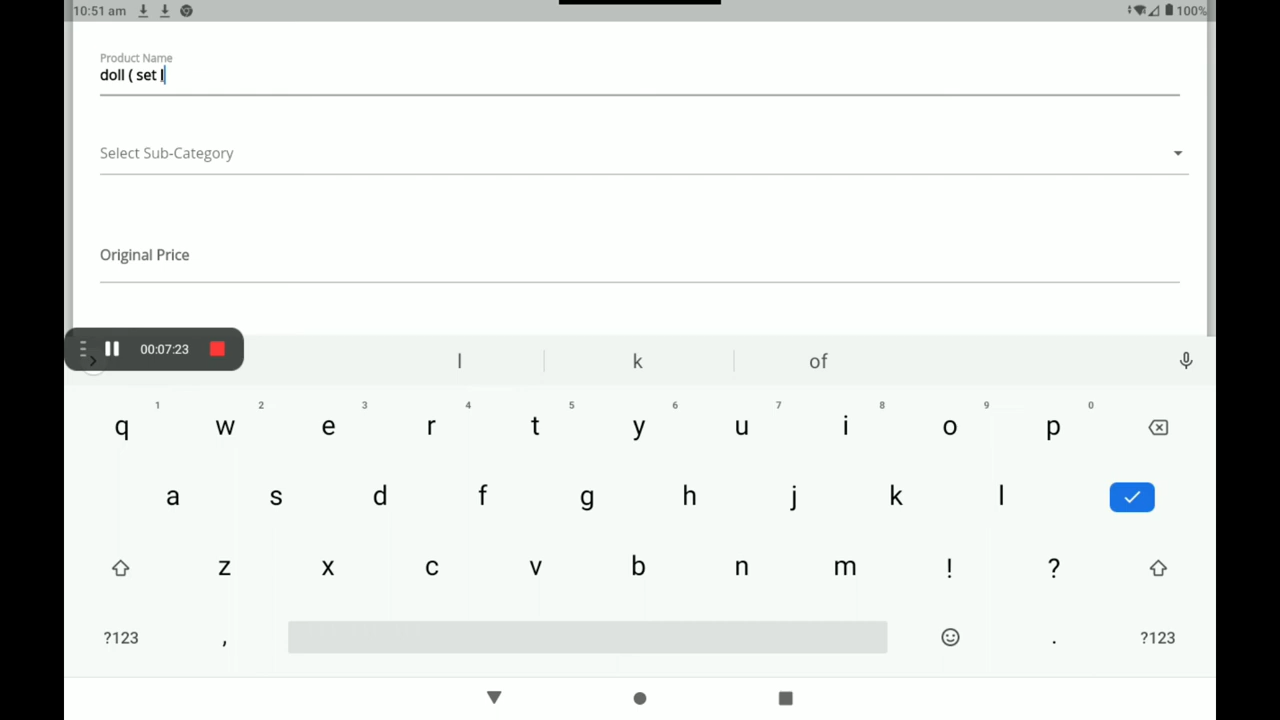 10:51 am 100%
Product Name
doll ( set l
Select Sub-Category
Original Price
00:07:23
l k of
1 2 3 4 5 6 7 8 9 0
q w e r t y u i o p
a s d f g h j k l
z x c v b n m ! ?
?123 , . ?123